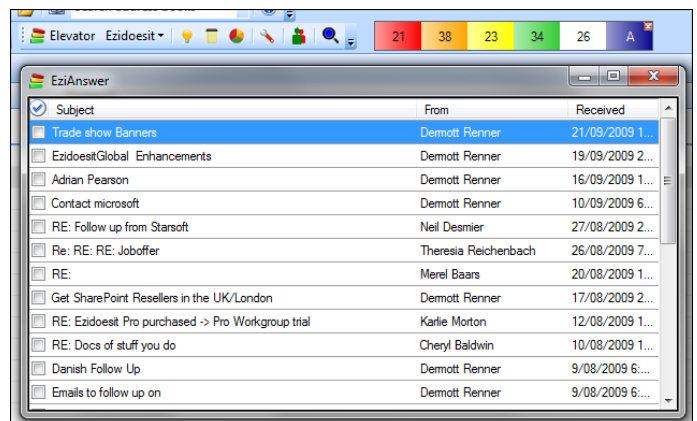 Elevator Ezidoesit 21 38 23 34 26 A
EziAnswer
Subject From Received
Trade show Banners Dermott Renner 21/09/2009 1...
EzidoesitGlobal Enhancements Dermott Renner 19/09/2009 2...
Adrian Pearson Dermott Renner 16/09/2009 1...
Contact microsoft Dermott Renner 10/09/2009 6...
RE: Follow up from Starsoft Neil Desmier 27/08/2009 2...
Re: RE: RE: Joboffer Theresia Reichenbach 26/08/2009 7...
RE: Merel Baars 20/08/2009 1...
Get SharePoint Resellers in the UK/London Dermott Renner 17/08/2009 2...
RE: Ezidoesit Pro purchased -> Pro Workgroup trial Karlie Morton 12/08/2009 1...
RE: Docs of stuff you do Cheryl Baldwin 10/08/2009 1...
Danish Follow Up Dermott Renner 9/08/2009 6:...
Emails to follow up on Dermott Renner 9/08/2009 6:...